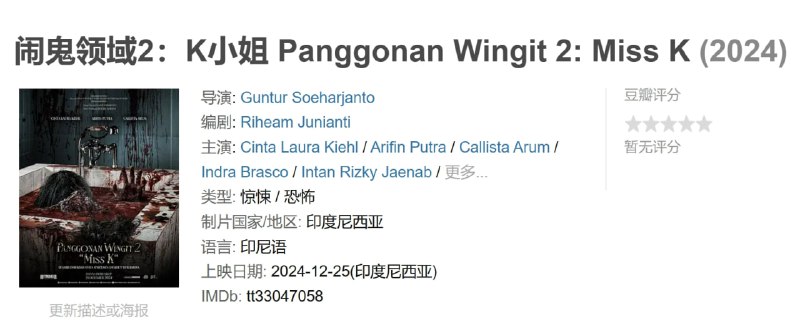 闹鬼领域2：K小姐 Panggonan Wingit 2: Miss K (2024)
CINTA LAURA KIEHL ARIFIN PUTRA CALLISTA ARUM
PANGGONAN WINGIT 2
"MISS K"
更新描述或海报
导演: Guntur Soeharjanto
编剧: Riheam Junianti
主演: Cinta Laura Kiehl / Arifin Putra / Callista Arum /
Indra Brasco / Intan Rizky Jaenab / 更多...
类型: 惊悚 / 恐怖
制片国家/地区: 印度尼西亚
语言: 印尼语
上映日期: 2024-12-25(印度尼西亚)
IMDb: tt33047058
豆瓣评分
暂无评分